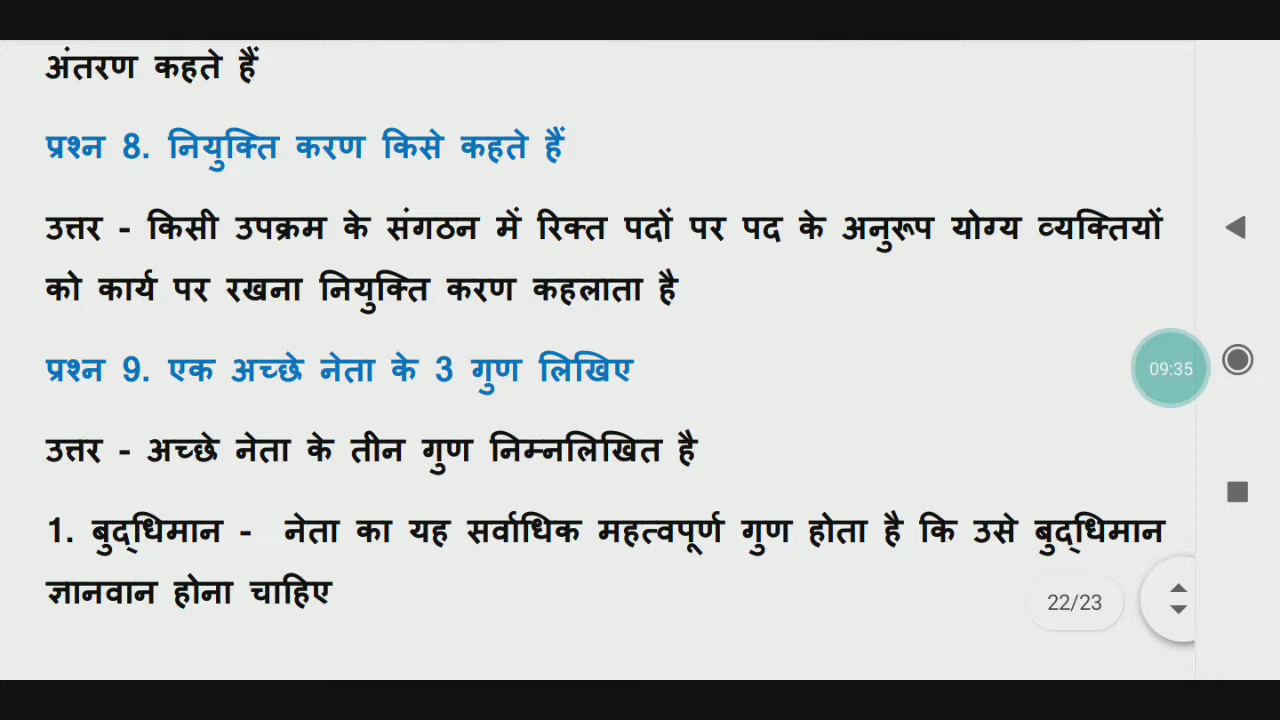 अंतरण कहते हैं
प्रश्न 8. नियुक्ति करण किसे कहते हैं
उत्तर - किसी उपक्रम के संगठन में रिक्त पदों पर पद के अनुरूप योग्य व्यक्तियों
को कार्य पर रखना नियुक्ति करण कहलाता है
प्रश्न 9. एक अच्छे नेता के 3 गुण लिखिए
09:35
उत्तर - अच्छे नेता के तीन गुण निम्नलिखित है
1. बुद्धिमान - नेता का यह सर्वाधिक महत्वपूर्ण गुण होता है कि उसे बुद्धिमान
ज्ञानवान होना चाहिए
22/23